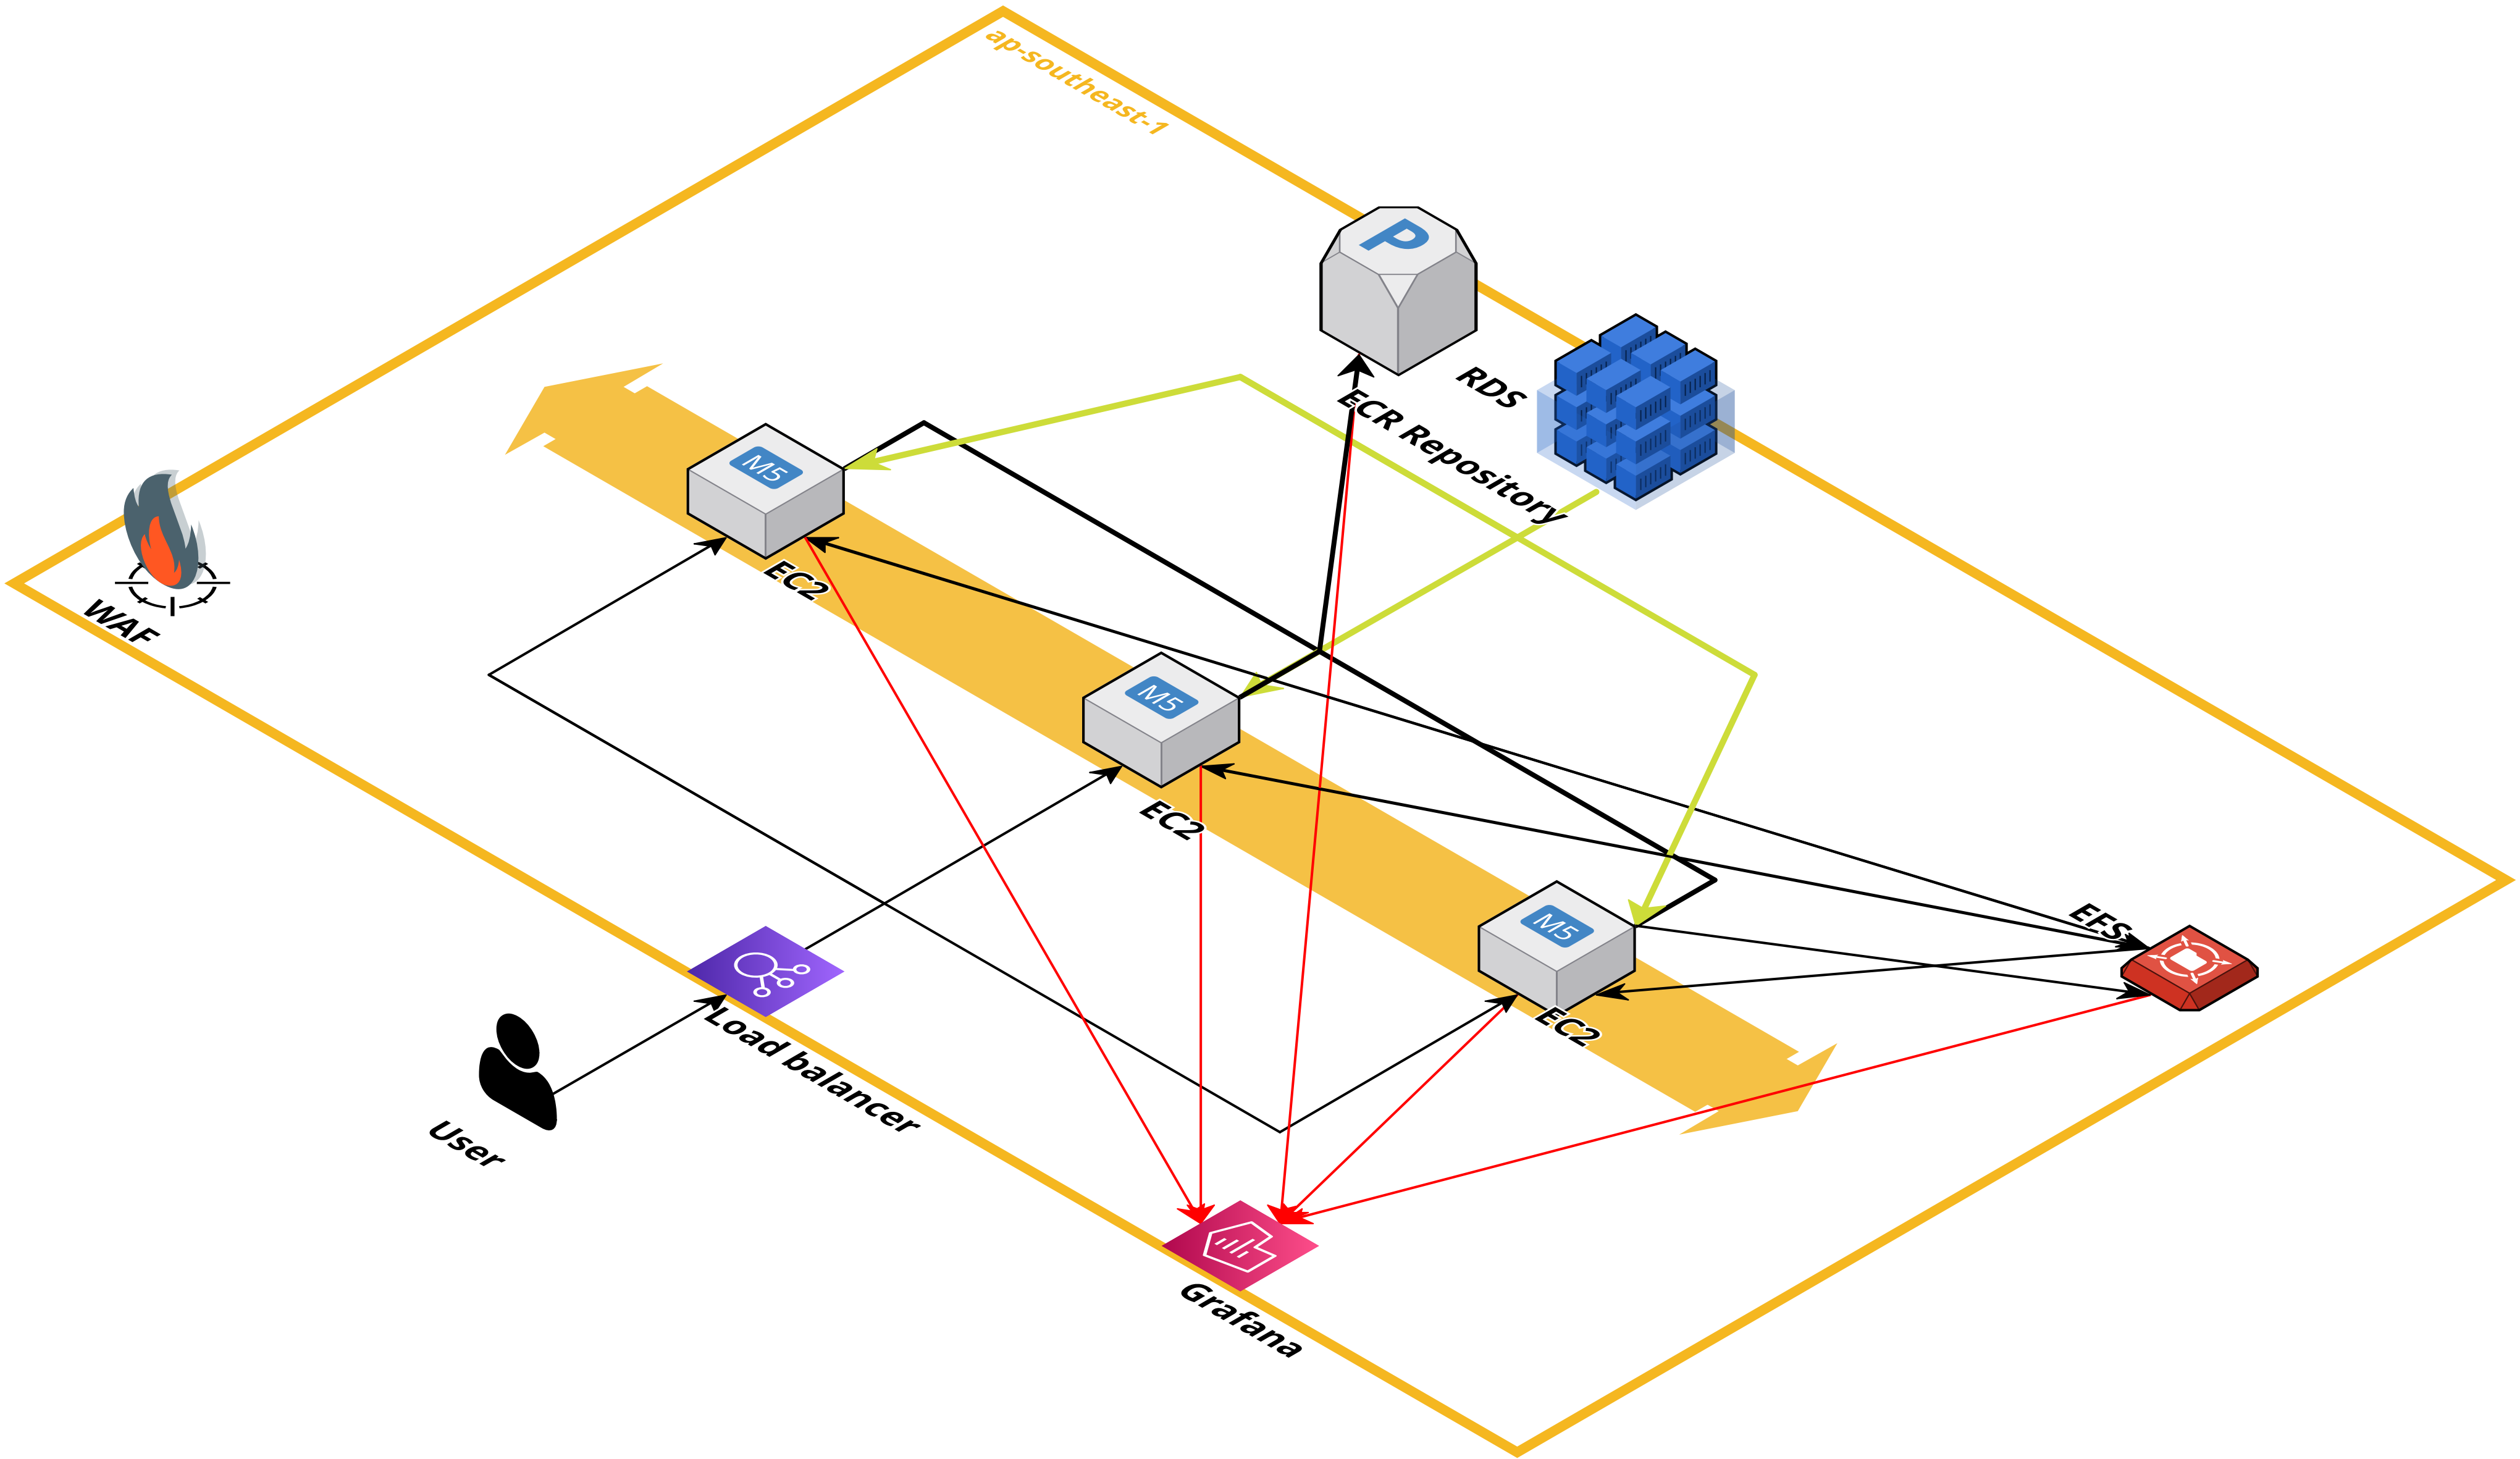 ap-southeast-1
P
RDS
ECR Repository
M5
EC2
WAF
M5
EC2
M5
EC2
EFS
Load balancer
User
Grafana